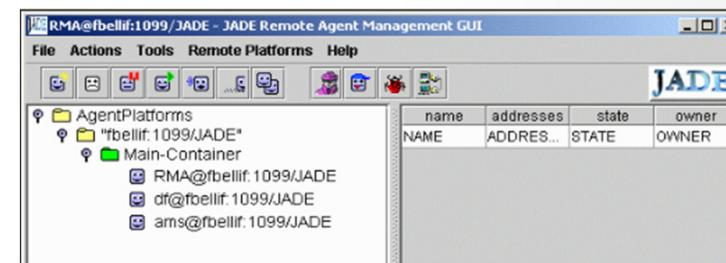 RMA@fbellif:1099/JADE - JADE Remote Agent Management GUI
File Actions Tools Remote Platforms Help
JADE
AgentPlatforms
"fbellif:1099/JADE"
Main-Container
RMA@fbellif:1099/JADE
df@fbellif:1099/JADE
ams@fbellif:1099/JADE
name addresses state owner
NAME ADDRES... STATE OWNER